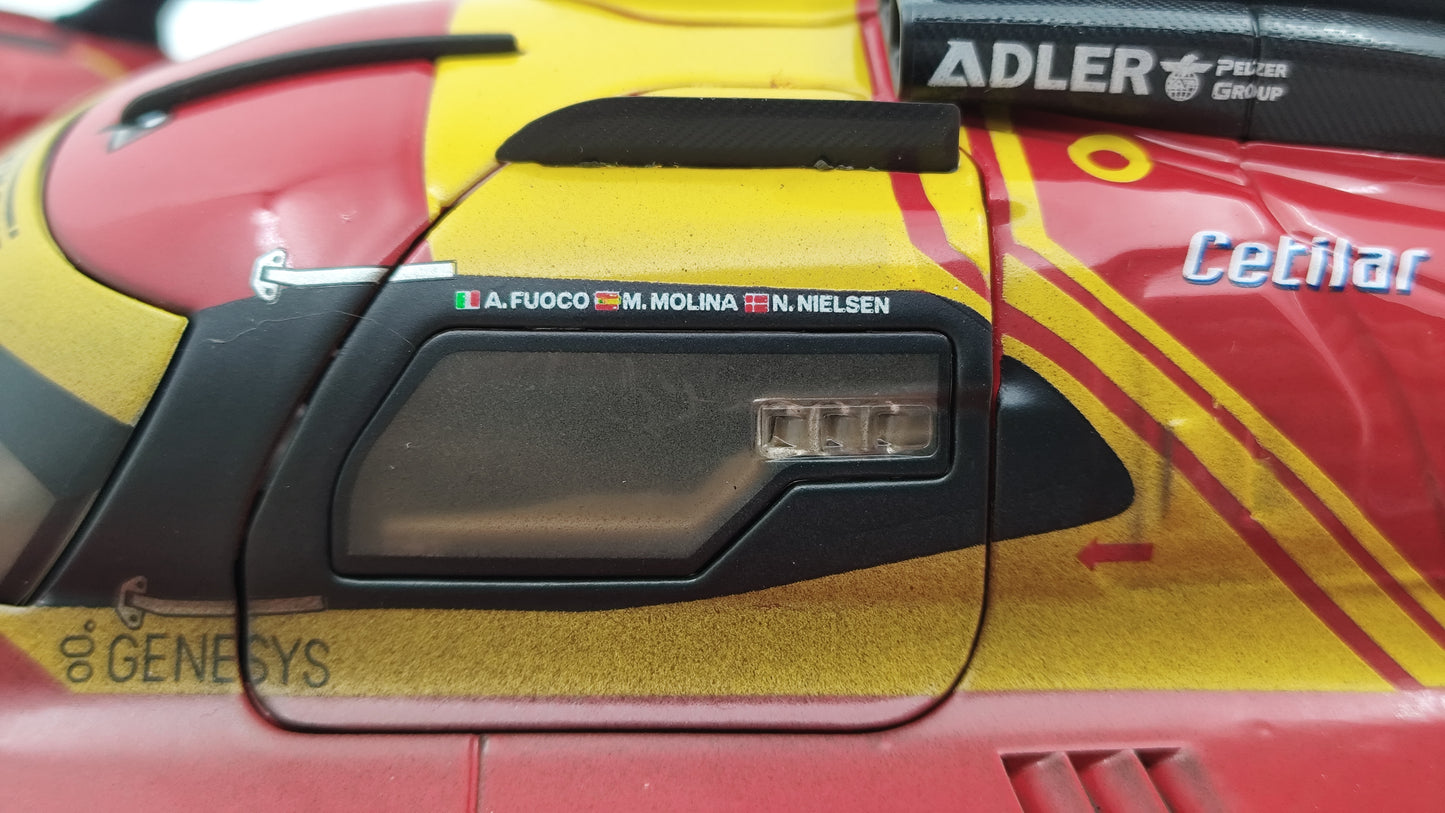 ADLER PELZER GROUP
Cetilar
A. FUOCO M. MOLINA N. NIELSEN
GENESYS